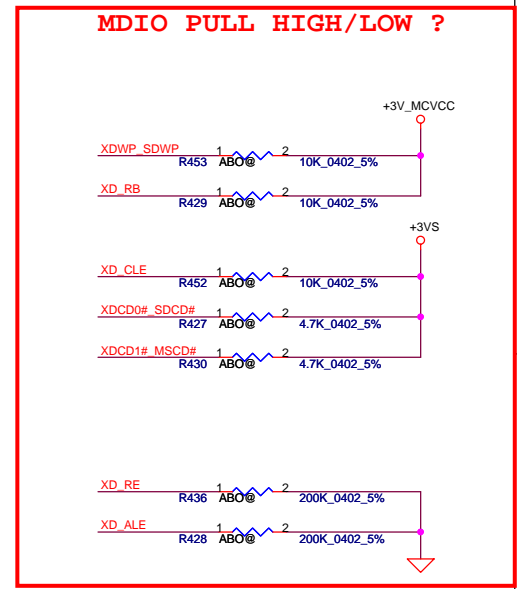 MDIO PULL HIGH/LOW ?
+3V_MCVCC
XDWP_SDWP 1 2
R453 ABO@ 10K_0402_5%
XD_RB 1 2
R429 ABO@ 10K_0402_5%
+3VS
XD_CLE 1 2
R452 ABO@ 10K_0402_5%
XDCD0#_SDCD# 1 2
R427 ABO@ 4.7K_0402_5%
XDCD1#_MSCD# 1 2
R430 ABO@ 4.7K_0402_5%
XD_RE 1 2
R436 ABO@ 200K_0402_5%
XD_ALE 1 2
R428 ABO@ 200K_0402_5%